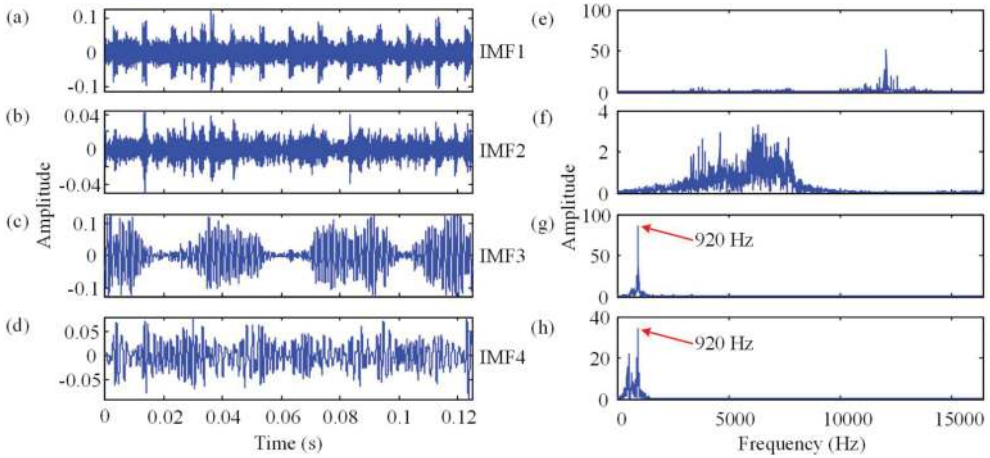 (a)
0.1
0
-0.1
IMF1
(b)
0.04
0
-0.04
IMF2
(c)
0.1
0
-0.1
IMF3
(d)
0.05
0
-0.05
IMF4
Amplitude
0 0.02 0.04 0.06 0.08 0.1 0.12
Time (s)
(e)
100
50
0
(f)
4
2
0
(g)
100
50
0
920 Hz
(h)
40
20
0
920 Hz
Amplitude
0 5000 10000 15000
Frequency (Hz)